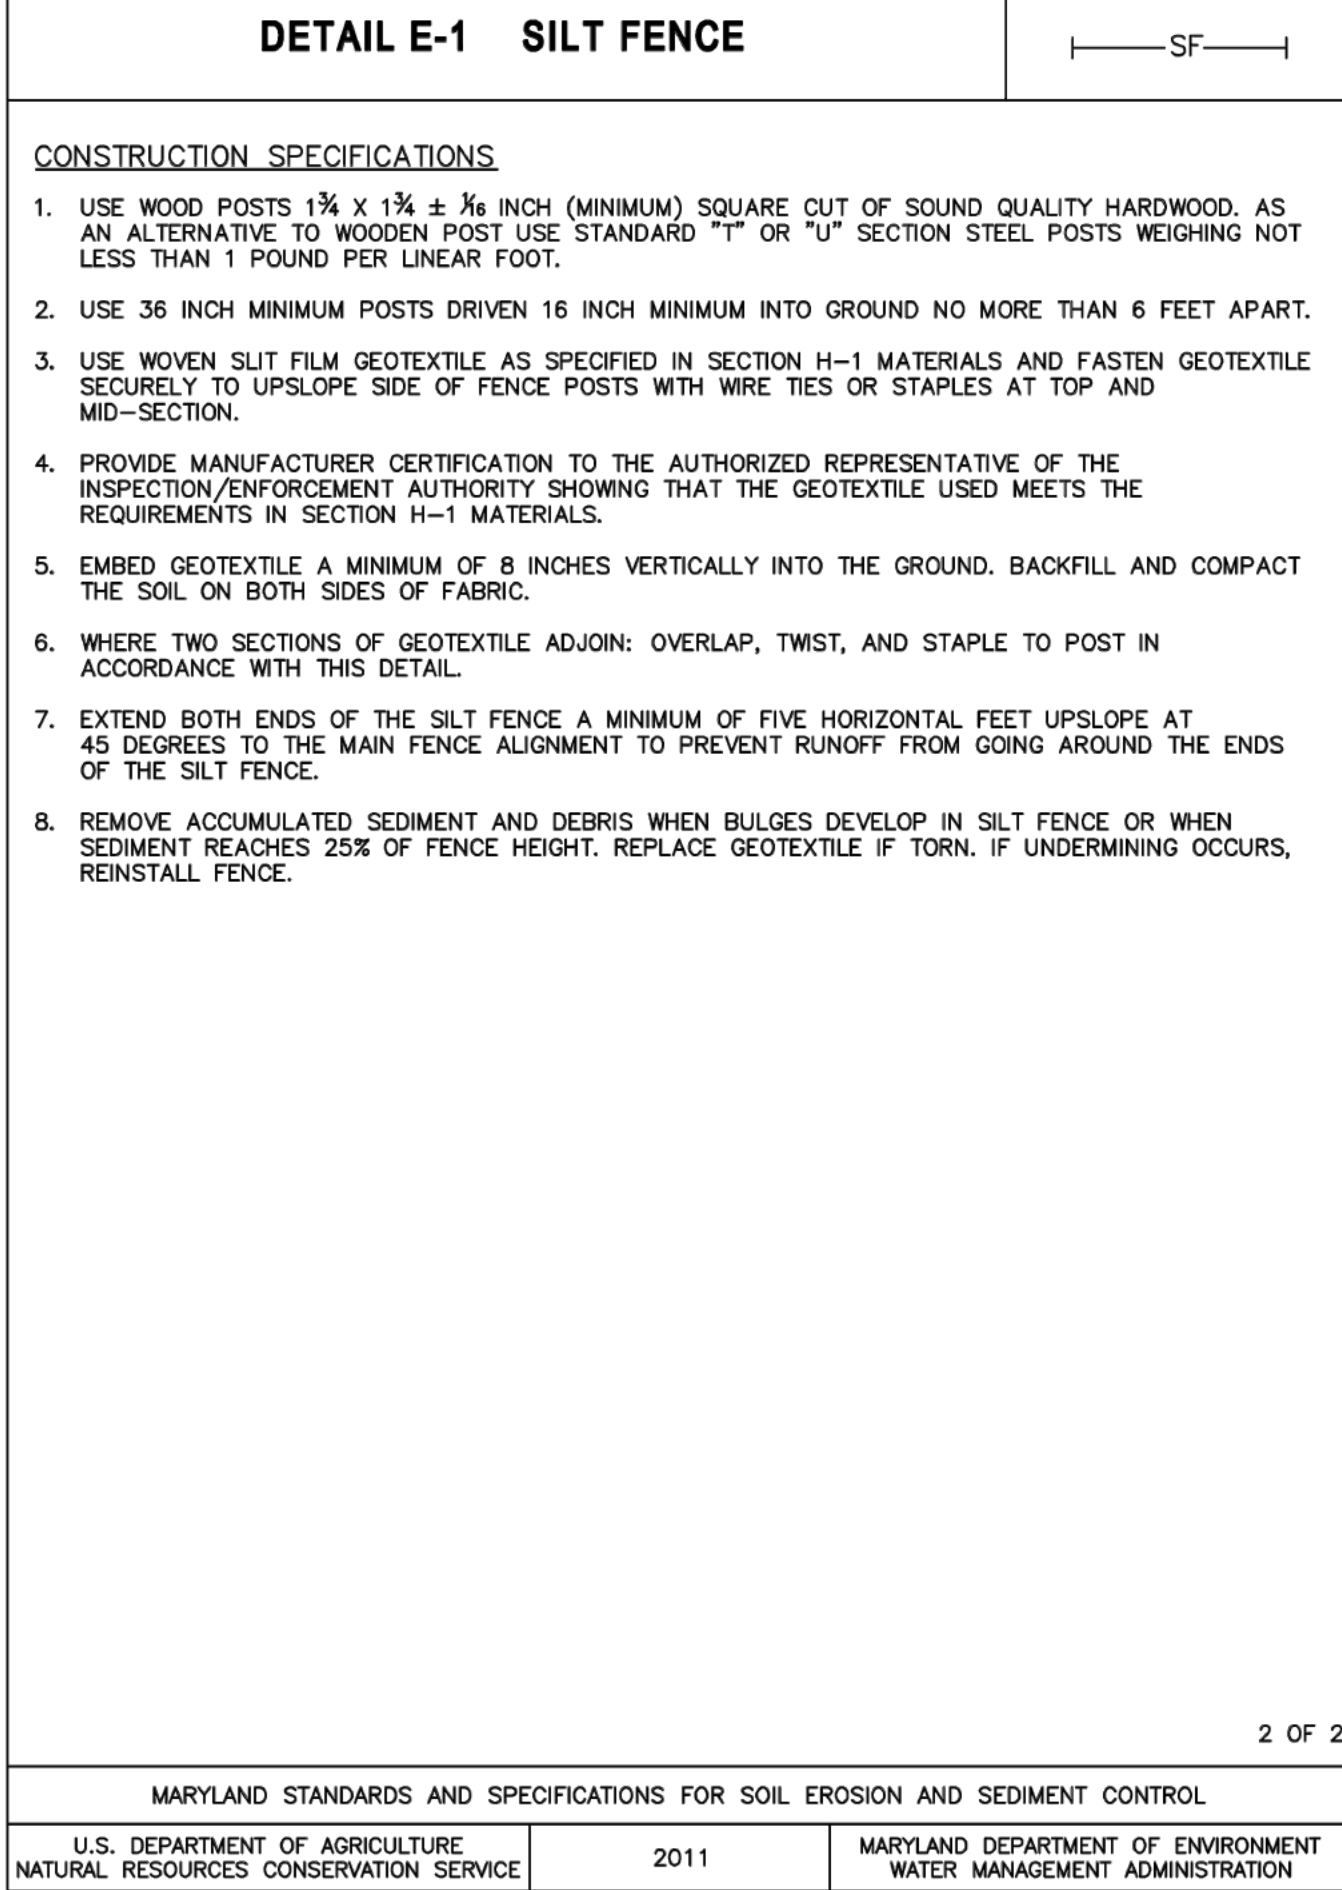 DETAIL E-1 SILT FENCE
SF
CONSTRUCTION SPECIFICATIONS
1. USE WOOD POSTS 1¾ X 1¾ ± 1⁄16 INCH (MINIMUM) SQUARE CUT OF SOUND QUALITY HARDWOOD. AS
AN ALTERNATIVE TO WOODEN POST USE STANDARD "T" OR "U" SECTION STEEL POSTS WEIGHING NOT
LESS THAN 1 POUND PER LINEAR FOOT.
2. USE 36 INCH MINIMUM POSTS DRIVEN 16 INCH MINIMUM INTO GROUND NO MORE THAN 6 FEET APART.
3. USE WOVEN SLIT FILM GEOTEXTILE AS SPECIFIED IN SECTION H-1 MATERIALS AND FASTEN GEOTEXTILE
SECURELY TO UPSLOPE SIDE OF FENCE POSTS WITH WIRE TIES OR STAPLES AT TOP AND
MID-SECTION.
4. PROVIDE MANUFACTURER CERTIFICATION TO THE AUTHORIZED REPRESENTATIVE OF THE
INSPECTION/ENFORCEMENT AUTHORITY SHOWING THAT THE GEOTEXTILE USED MEETS THE
REQUIREMENTS IN SECTION H-1 MATERIALS.
5. EMBED GEOTEXTILE A MINIMUM OF 8 INCHES VERTICALLY INTO THE GROUND. BACKFILL AND COMPACT
THE SOIL ON BOTH SIDES OF FABRIC.
6. WHERE TWO SECTIONS OF GEOTEXTILE ADJOIN: OVERLAP, TWIST, AND STAPLE TO POST IN
ACCORDANCE WITH THIS DETAIL.
7. EXTEND BOTH ENDS OF THE SILT FENCE A MINIMUM OF FIVE HORIZONTAL FEET UPSLOPE AT
45 DEGREES TO THE MAIN FENCE ALIGNMENT TO PREVENT RUNOFF FROM GOING AROUND THE ENDS
OF THE SILT FENCE.
8. REMOVE ACCUMULATED SEDIMENT AND DEBRIS WHEN BULGES DEVELOP IN SILT FENCE OR WHEN
SEDIMENT REACHES 25% OF FENCE HEIGHT. REPLACE GEOTEXTILE IF TORN. IF UNDERMINING OCCURS,
REINSTALL FENCE.
2 OF 2
MARYLAND STANDARDS AND SPECIFICATIONS FOR SOIL EROSION AND SEDIMENT CONTROL
U.S. DEPARTMENT OF AGRICULTURE
NATURAL RESOURCES CONSERVATION SERVICE
2011
MARYLAND DEPARTMENT OF ENVIRONMENT
WATER MANAGEMENT ADMINISTRATION